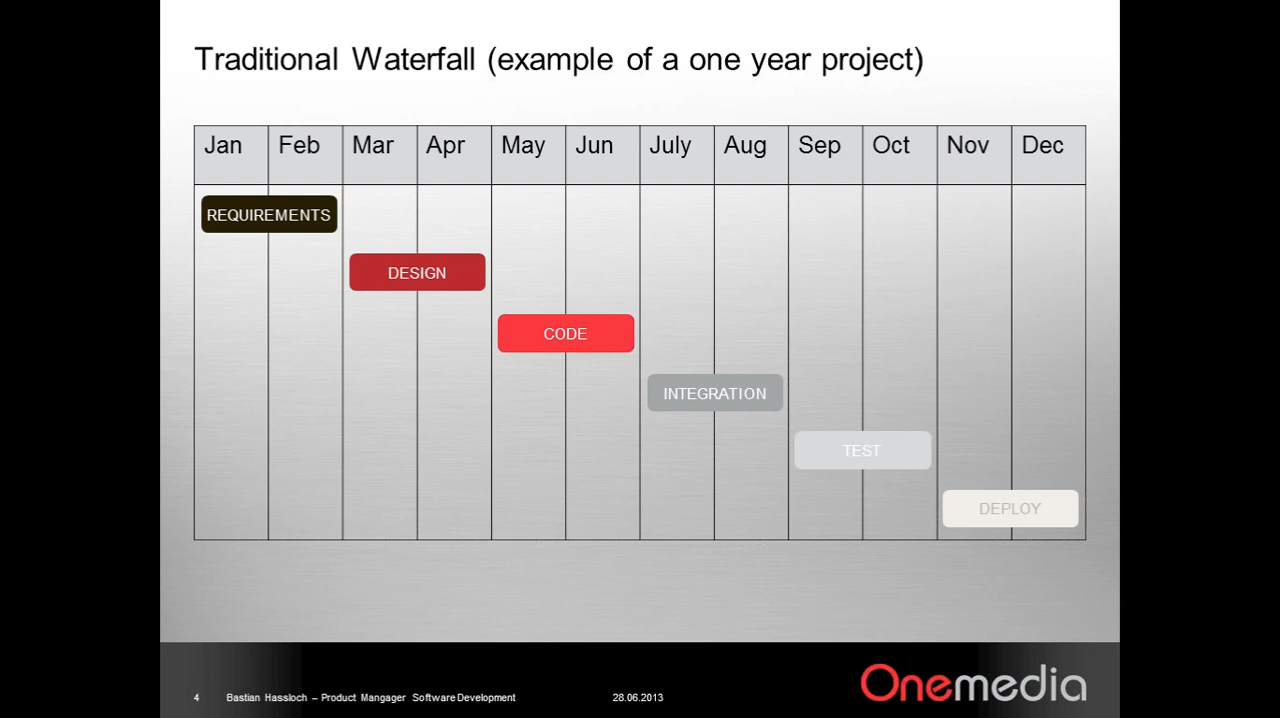 Traditional Waterfall (example of a one year project)
Jan Feb Mar Apr May Jun July Aug Sep Oct Nov Dec
REQUIREMENTS
DESIGN
CODE
INTEGRATION
TEST
DEPLOY
4 Bastian Hassloch – Product Mangager Software Development 28.06.2013
Onemedia